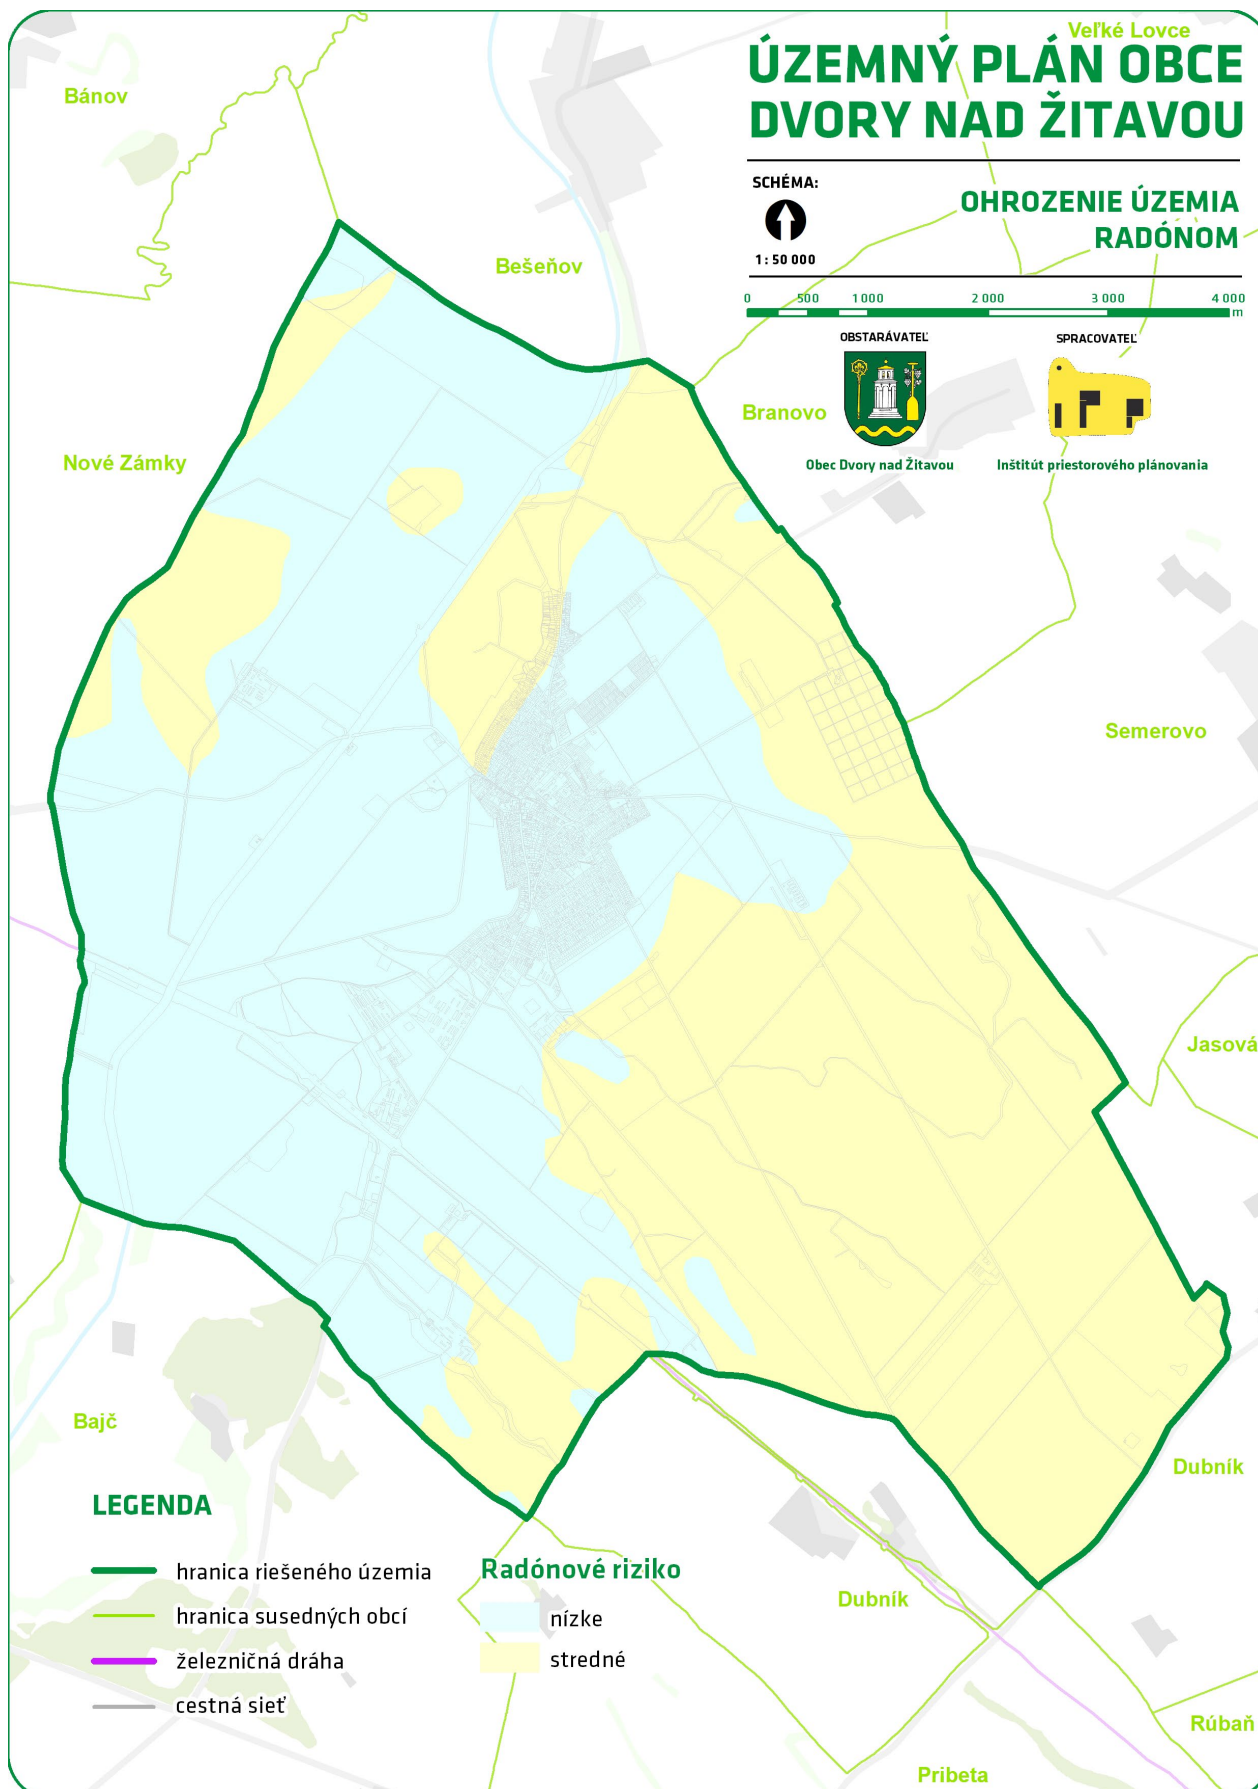 Veľké Lovce
ÚZEMNÝ PLÁN OBCE
DVORY NAD ŽITAVOU
Bánov
SCHÉMA:
OHROZENIE ÚZEMIA
RADÓNOM
1 : 50 000
Bešeňov
0 500 1 000 2 000 3 000 4 000
m
OBSTARÁVATEĽ
SPRACOVATEĽ
Branovo
Nové Zámky
Obec Dvory nad Žitavou
Inštitút priestorového plánovania
Semerovo
Jasová
Bajč
Dubník
LEGENDA
hranica riešeného územia
hranica susedných obcí
železničná dráha
cestná sieť
Radónové riziko
nízke
stredné
Dubník
Rúbaň
Pribeta